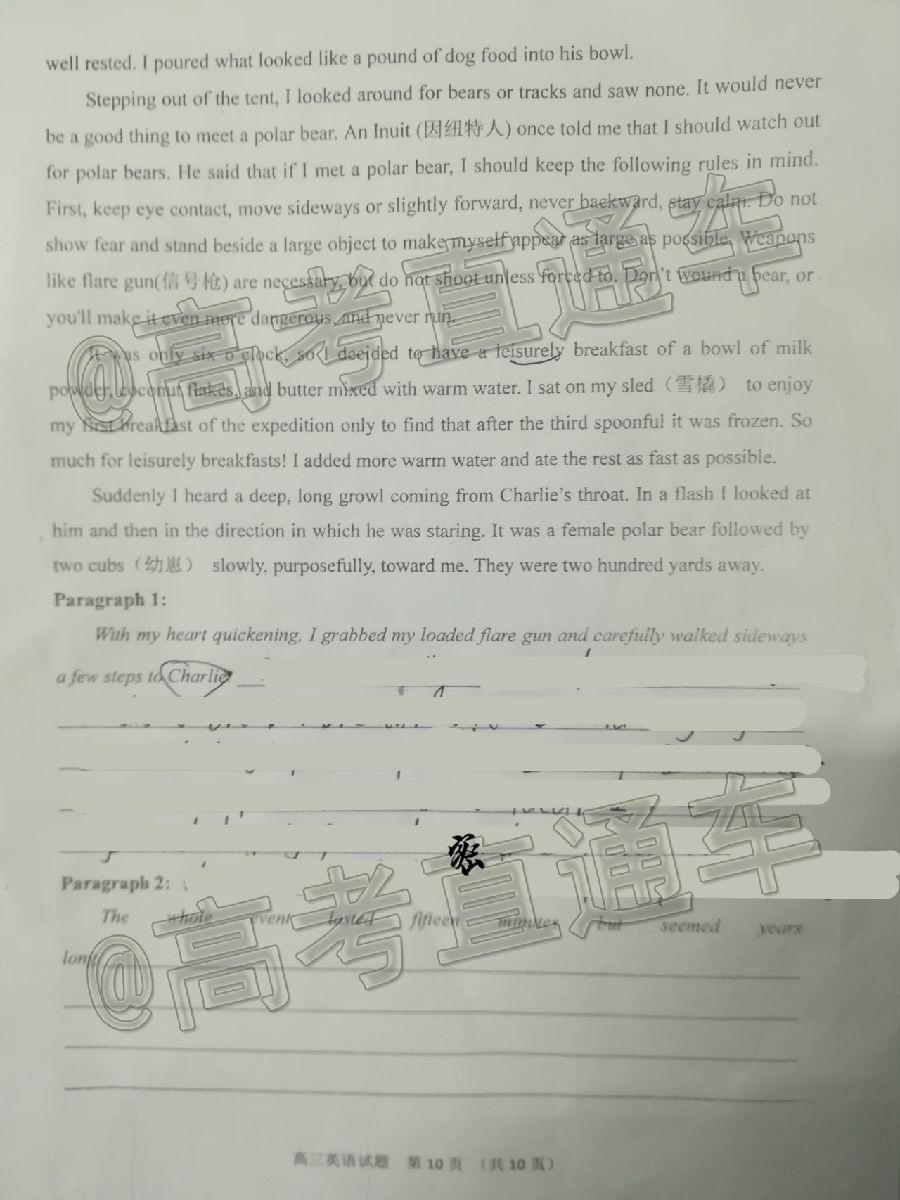 well rested. I poured what looked like a pound of dog food into his bowl.
Stepping out of the tent, I looked around for bears or tracks and saw none. It would never
be a good thing to meet a polar bear. An Inuit (因纽特人) once told me that I should watch out
for polar bears. He said that if I met a polar bear, I should keep the following rules in mind.
First, keep eye contact, move sideways or slightly forward, never backward, stay calm. Do not
show fear and stand beside a large object to make myself appear as large as possible. Weapons
like flare gun(信号枪) are necessary, but do not shoot unless forced to. Don't wound a bear, or
you'll make it even more dangerous, and never run.
It was only six o'clock, so I decided to have a leisurely breakfast of a bowl of milk
powder, coconut flakes, and butter mixed with warm water. I sat on my sled（雪橇） to enjoy
my first breakfast of the expedition only to find that after the third spoonful it was frozen. So
much for leisurely breakfasts! I added more warm water and ate the rest as fast as possible.
Suddenly I heard a deep, long growl coming from Charlie's throat. In a flash I looked at
him and then in the direction in which he was staring. It was a female polar bear followed by
two cubs（幼崽） slowly, purposefully, toward me. They were two hundred yards away.
Paragraph 1:
With my heart quickening, I grabbed my loaded flare gun and carefully walked sideways
a few steps to Charlie
Paragraph 2:
The whole event lasted fifteen minutes but seemed years
long
高三英语试题 第 10 页 （共 10 页）
@高考直通车
@高考直通车